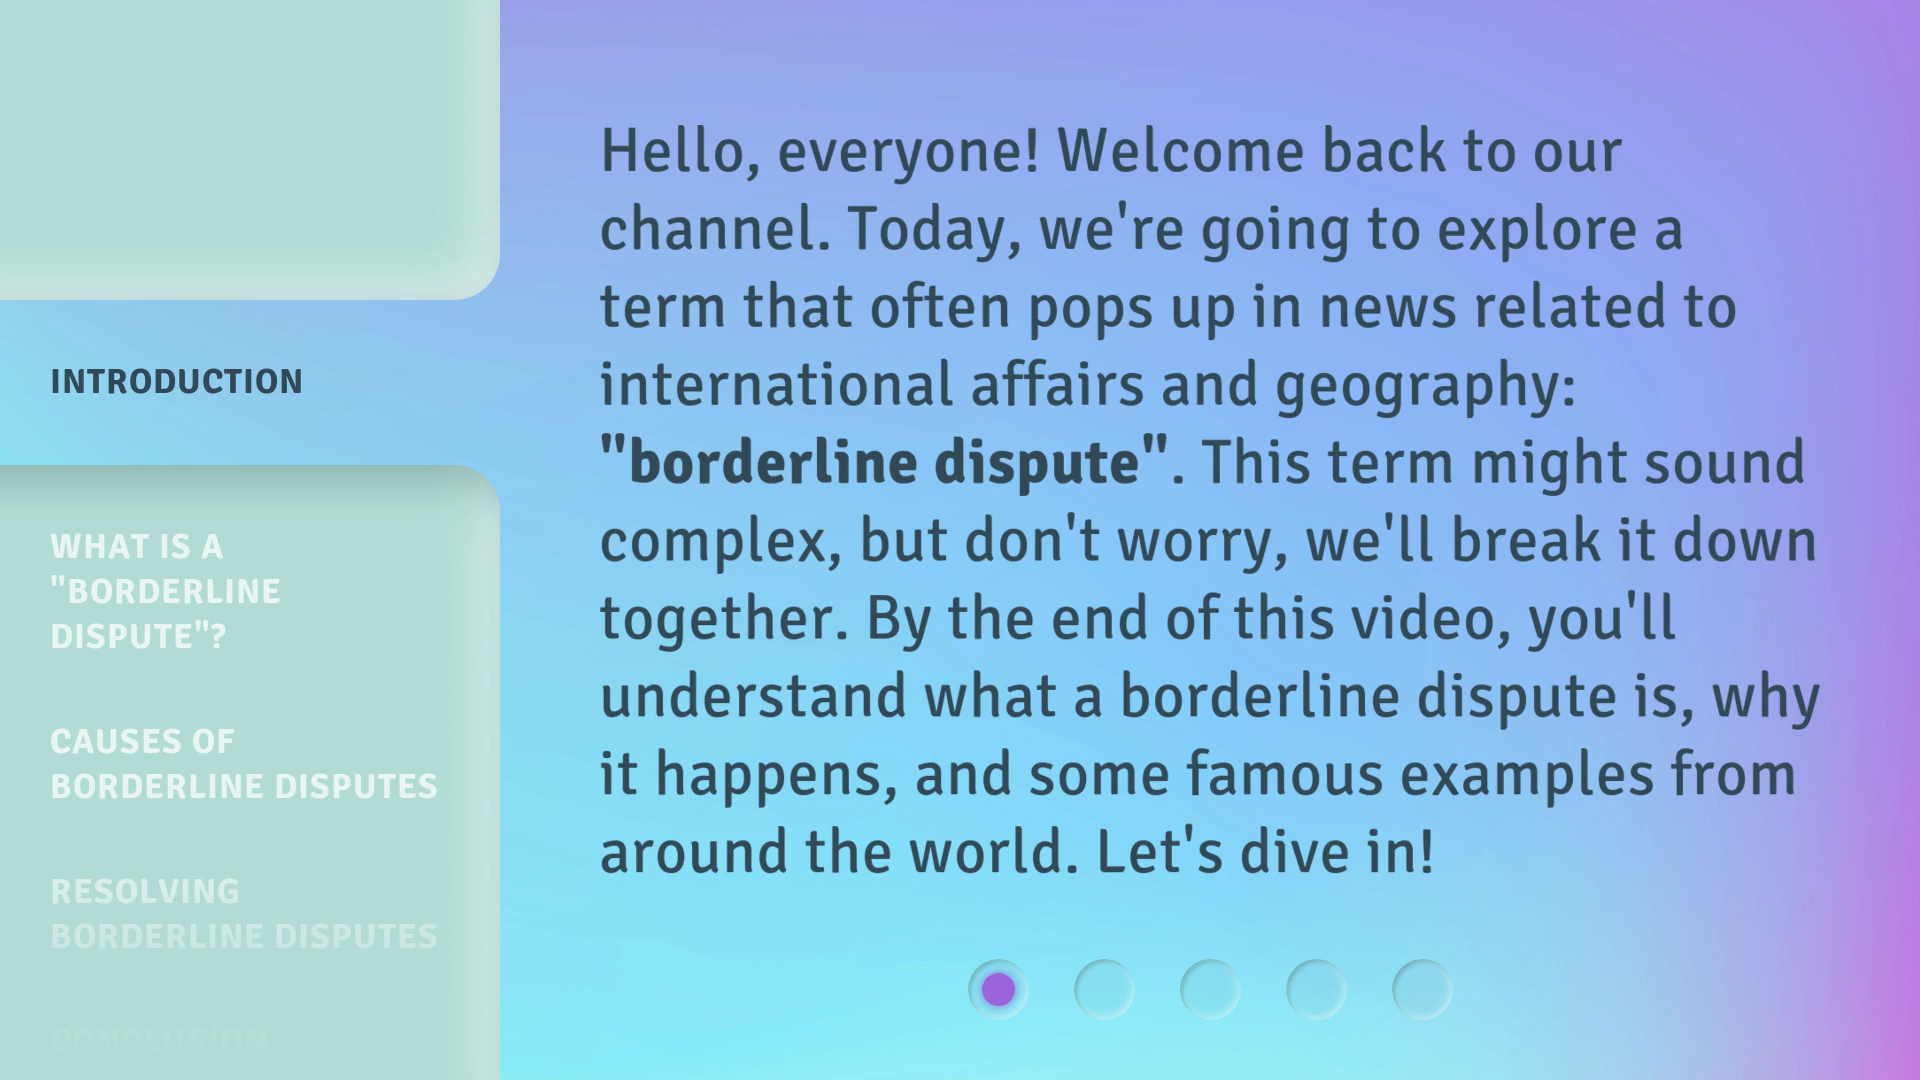 INTRODUCTION
WHAT IS A
"BORDERLINE
DISPUTE"?
CAUSES OF
BORDERLINE DISPUTES
RESOLVING
BORDERLINE DISPUTES
CONCLUSION
Hello, everyone! Welcome back to our
channel. Today, we're going to explore a
term that often pops up in news related to
international affairs and geography:
"borderline dispute". This term might sound
complex, but don't worry, we'll break it down
together. By the end of this video, you'll
understand what a borderline dispute is, why
it happens, and some famous examples from
around the world. Let's dive in!